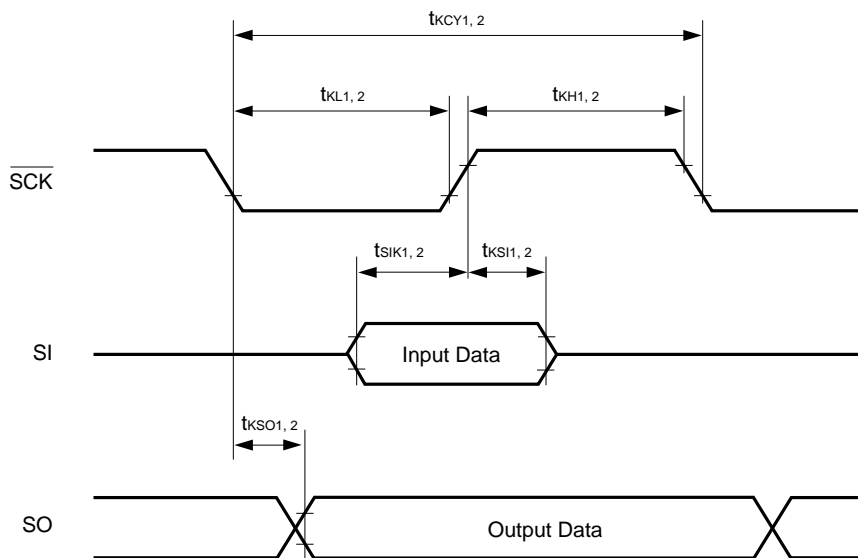 tKCY1, 2
tKL1, 2
tKH1, 2
SCK
tSIK1, 2
tKSI1, 2
SI
Input Data
tKSO1, 2
SO
Output Data